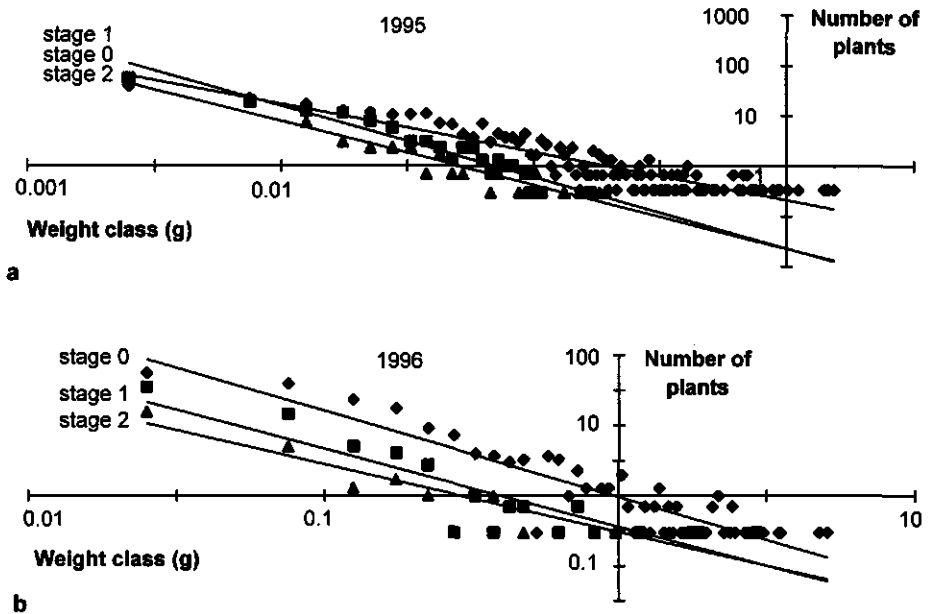 stage 1
stage 0
stage 2
1995
1000
100
10
Number of
plants
0.001
0.01
Weight class (g)
a
stage 0
stage 1
stage 2
1996
100
10
0.1
Number of
plants
0.01
0.1
10
Weight class (g)
b